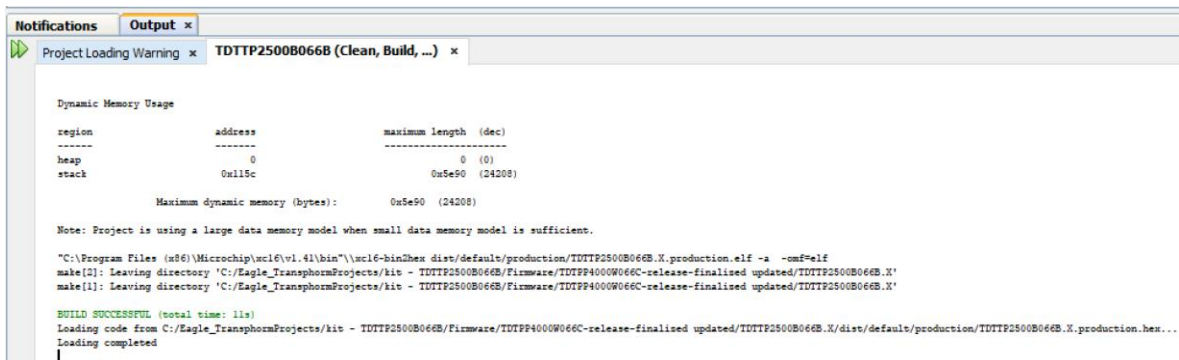 Notifications Output ×
Project Loading Warning × TDTTP2500B066B (Clean, Build, ...) ×
Dynamic Memory Usage
region address maximum length (dec)
------ ------- ---------------------
heap 0 0 (0)
stack 0x115c 0x5e90 (24208)
Maximum dynamic memory (bytes): 0x5e90 (24208)
Note: Project is using a large data memory model when small data memory model is sufficient.
"C:\Program Files (x86)\Microchip\xc16\v1.41\bin"\\xc16-bin2hex dist/default/production/TDTTP2500B066B.X.production.elf -a -omf=elf
make[2]: Leaving directory 'C:/Eagle_TransphormProjects/kit - TDTTP2500B066B/Firmware/TDTPP4000W066C-release-finalised updated/TDTTP2500B066B.X'
make[1]: Leaving directory 'C:/Eagle_TransphormProjects/kit - TDTTP2500B066B/Firmware/TDTPP4000W066C-release-finalised updated/TDTTP2500B066B.X'
BUILD SUCCESSFUL (total time: 11s)
Loading code from C:/Eagle_TransphormProjects/kit - TDTTP2500B066B/Firmware/TDTPP4000W066C-release-finalised updated/TDTTP2500B066B.X/dist/default/production/TDTTP2500B066B.X.production.hex...
Loading completed